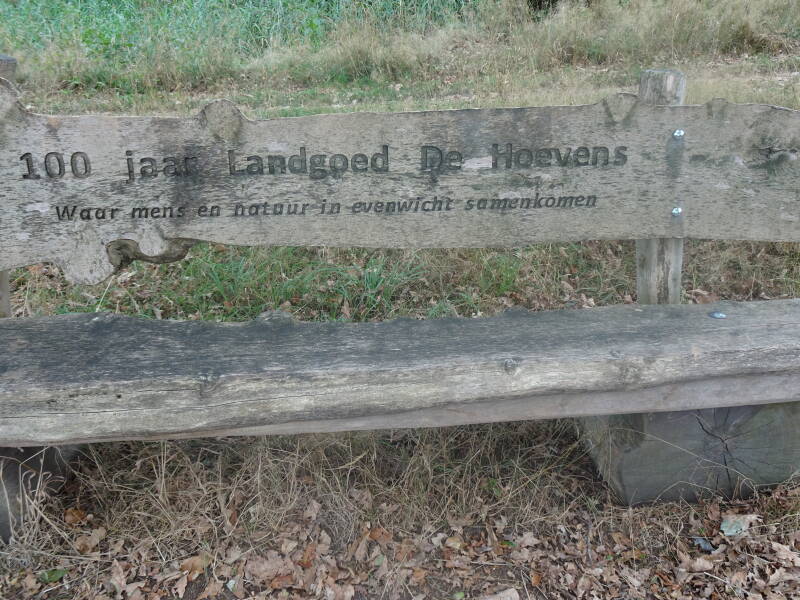 100 jaar Landgoed De Hoevens
Waar mens en natuur in evenwicht samenkomen